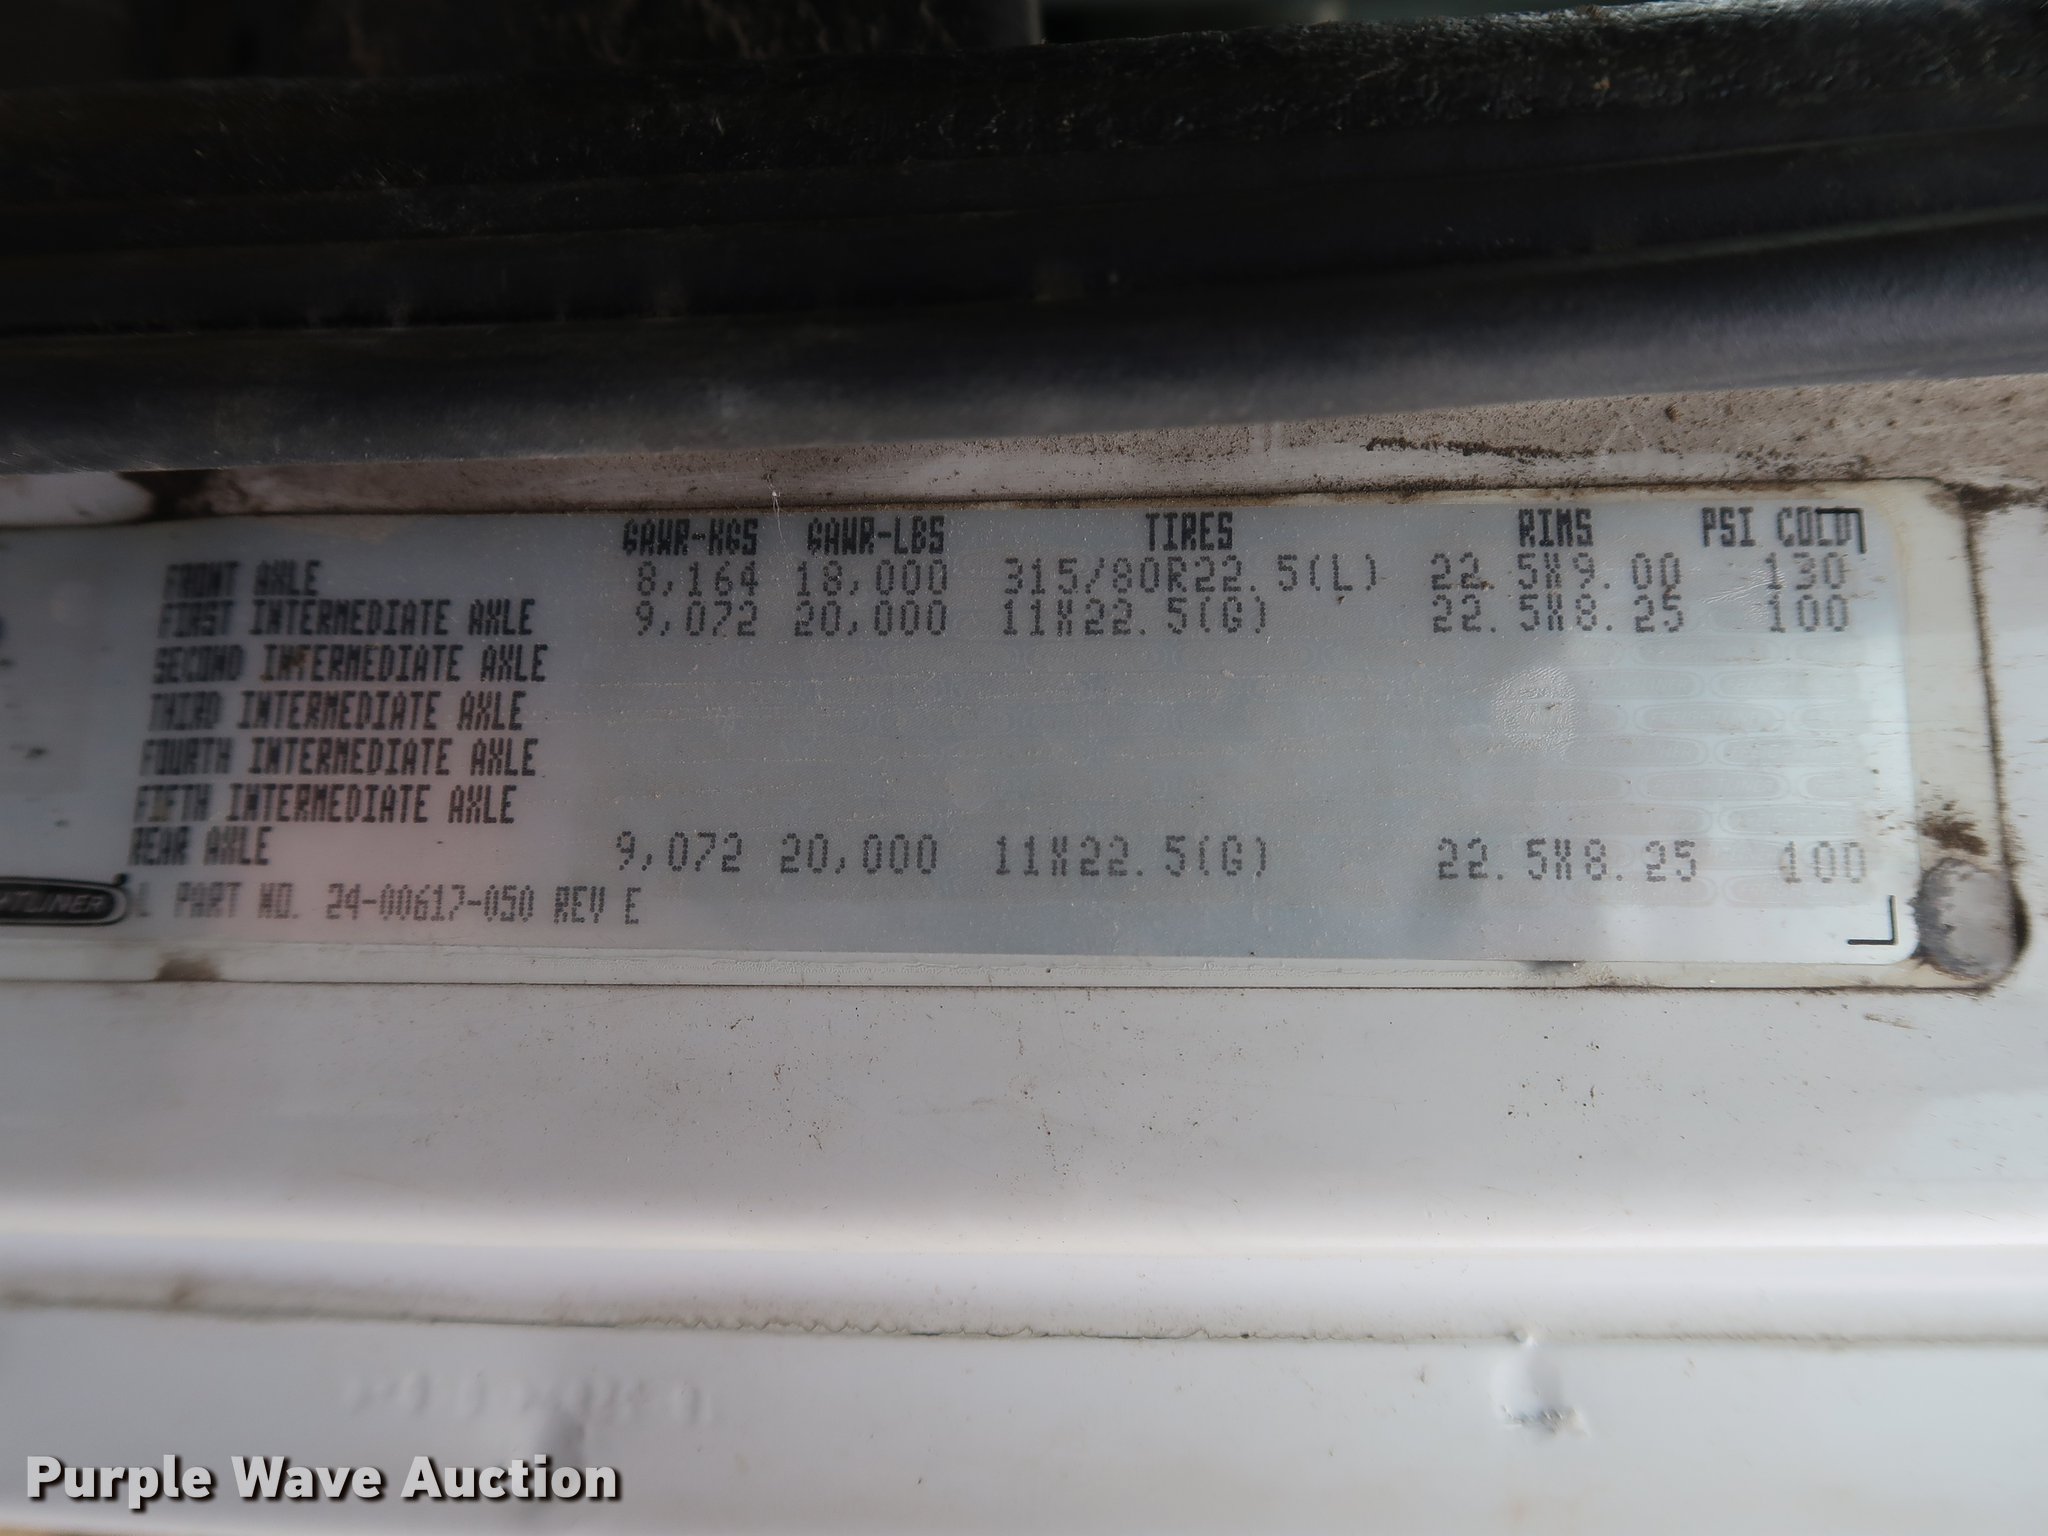 GAWR-KGS GAWR-LBS TIRES RIMS PSI COLD
FRONT AXLE 8,164 18,000 315/80R22.5(L) 22.5X9.00 130
FIRST INTERMEDIATE AXLE 9,072 20,000 11X22.5(G) 22.5X8.25 100
SECOND INTERMEDIATE AXLE
THIRD INTERMEDIATE AXLE
FOURTH INTERMEDIATE AXLE
FIFTH INTERMEDIATE AXLE
REAR AXLE 9,072 20,000 11X22.5(G) 22.5X8.25 100
HTLINER L PART NO. 24-00617-050 REV E
Purple Wave Auction